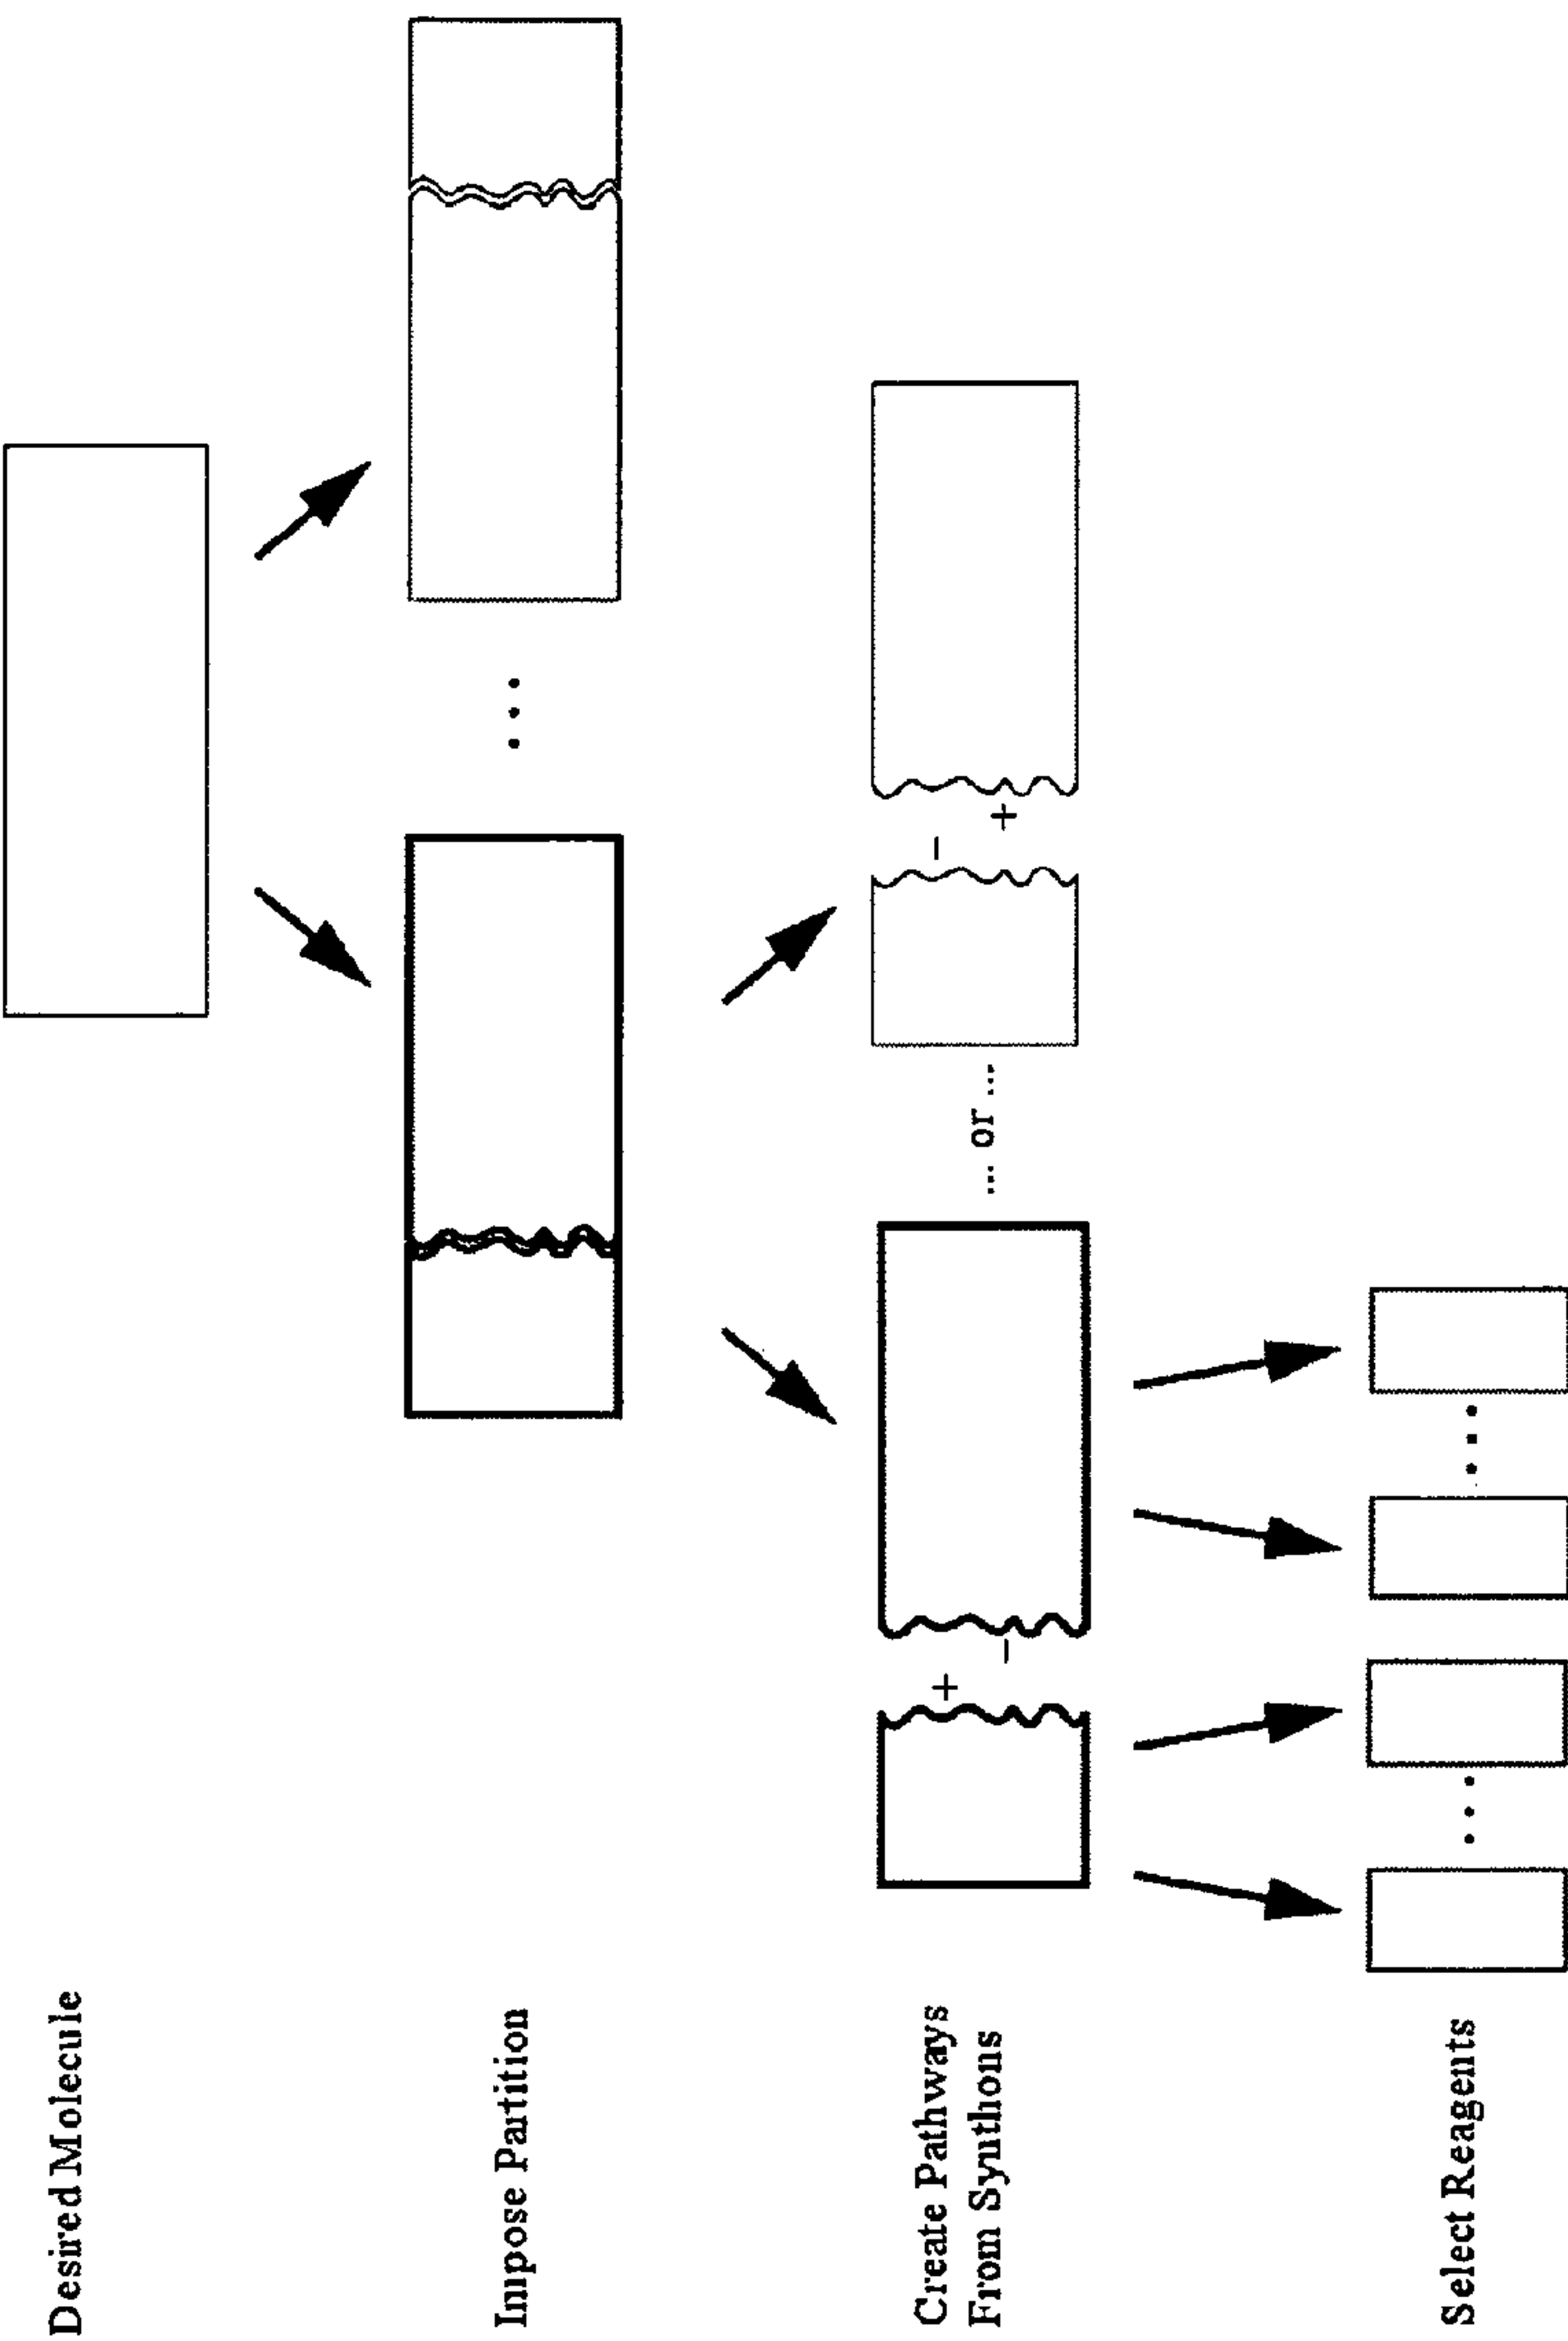 Desired Molecule
Impose Partition
Create Pathways
From Synthons
... or ...
+
–
–
+
Select Reagents